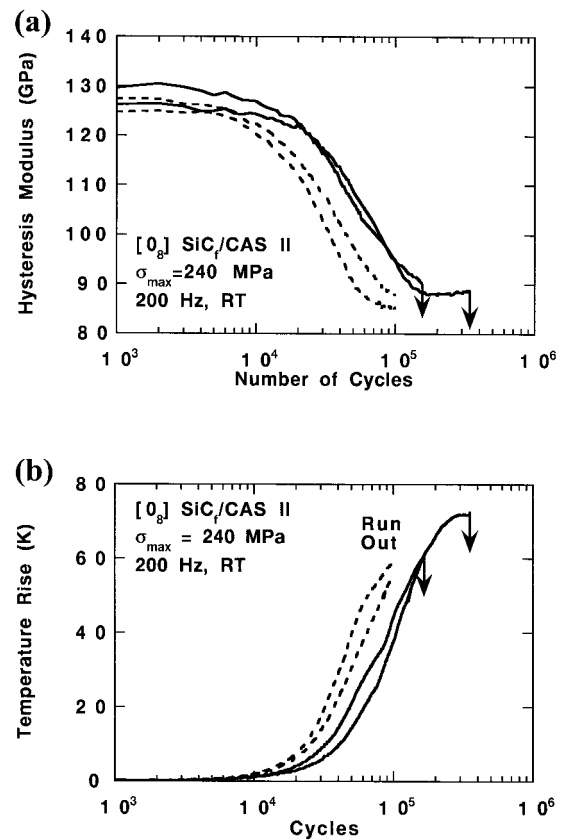 (a)
140
130
120
110
100
90
80
Hysteresis Modulus (GPa)
[0₈] SiC_f/CAS II
σ_max=240 MPa
200 Hz, RT
10³ 10⁴ 10⁵ 10⁶
Number of Cycles
(b)
80
60
40
20
0
Temperature Rise (K)
[0₈] SiC_f/CAS II
σ_max = 240 MPa
200 Hz, RT
Run
Out
10³ 10⁴ 10⁵ 10⁶
Cycles